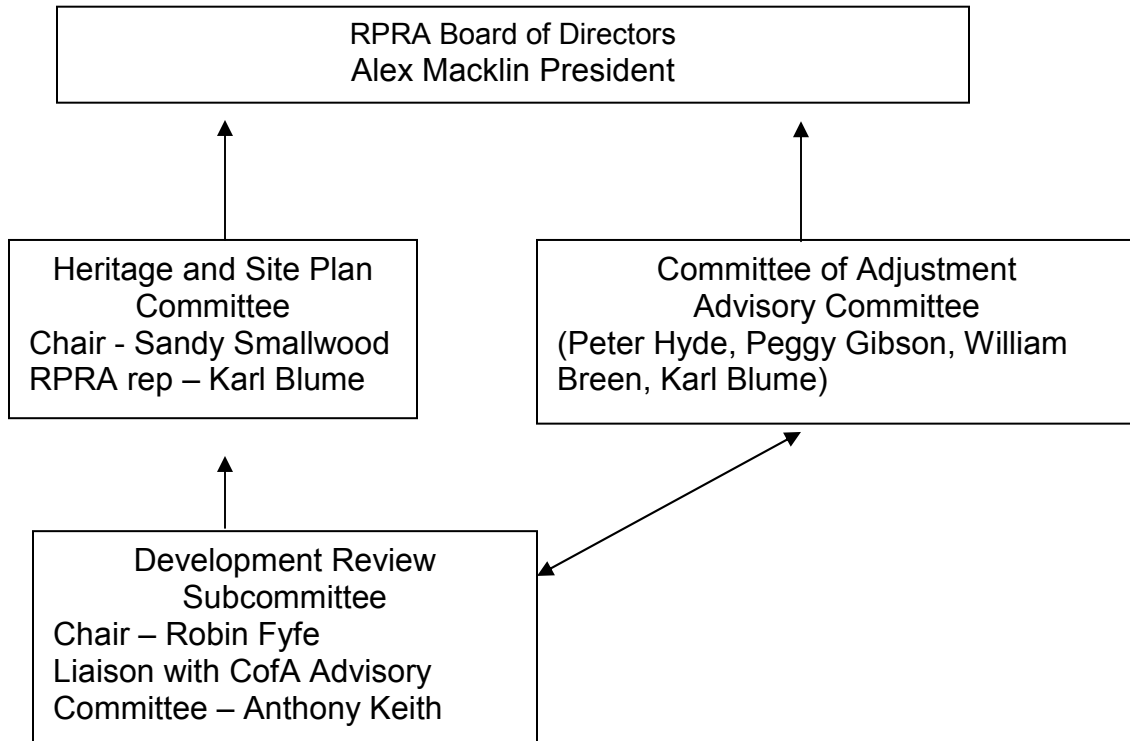 RPRA Board of Directors
Alex Macklin President
Heritage and Site Plan
Committee
Chair - Sandy Smallwood
RPRA rep – Karl Blume
Committee of Adjustment
Advisory Committee
(Peter Hyde, Peggy Gibson, William
Breen, Karl Blume)
Development Review
Subcommittee
Chair – Robin Fyfe
Liaison with CofA Advisory
Committee – Anthony Keith